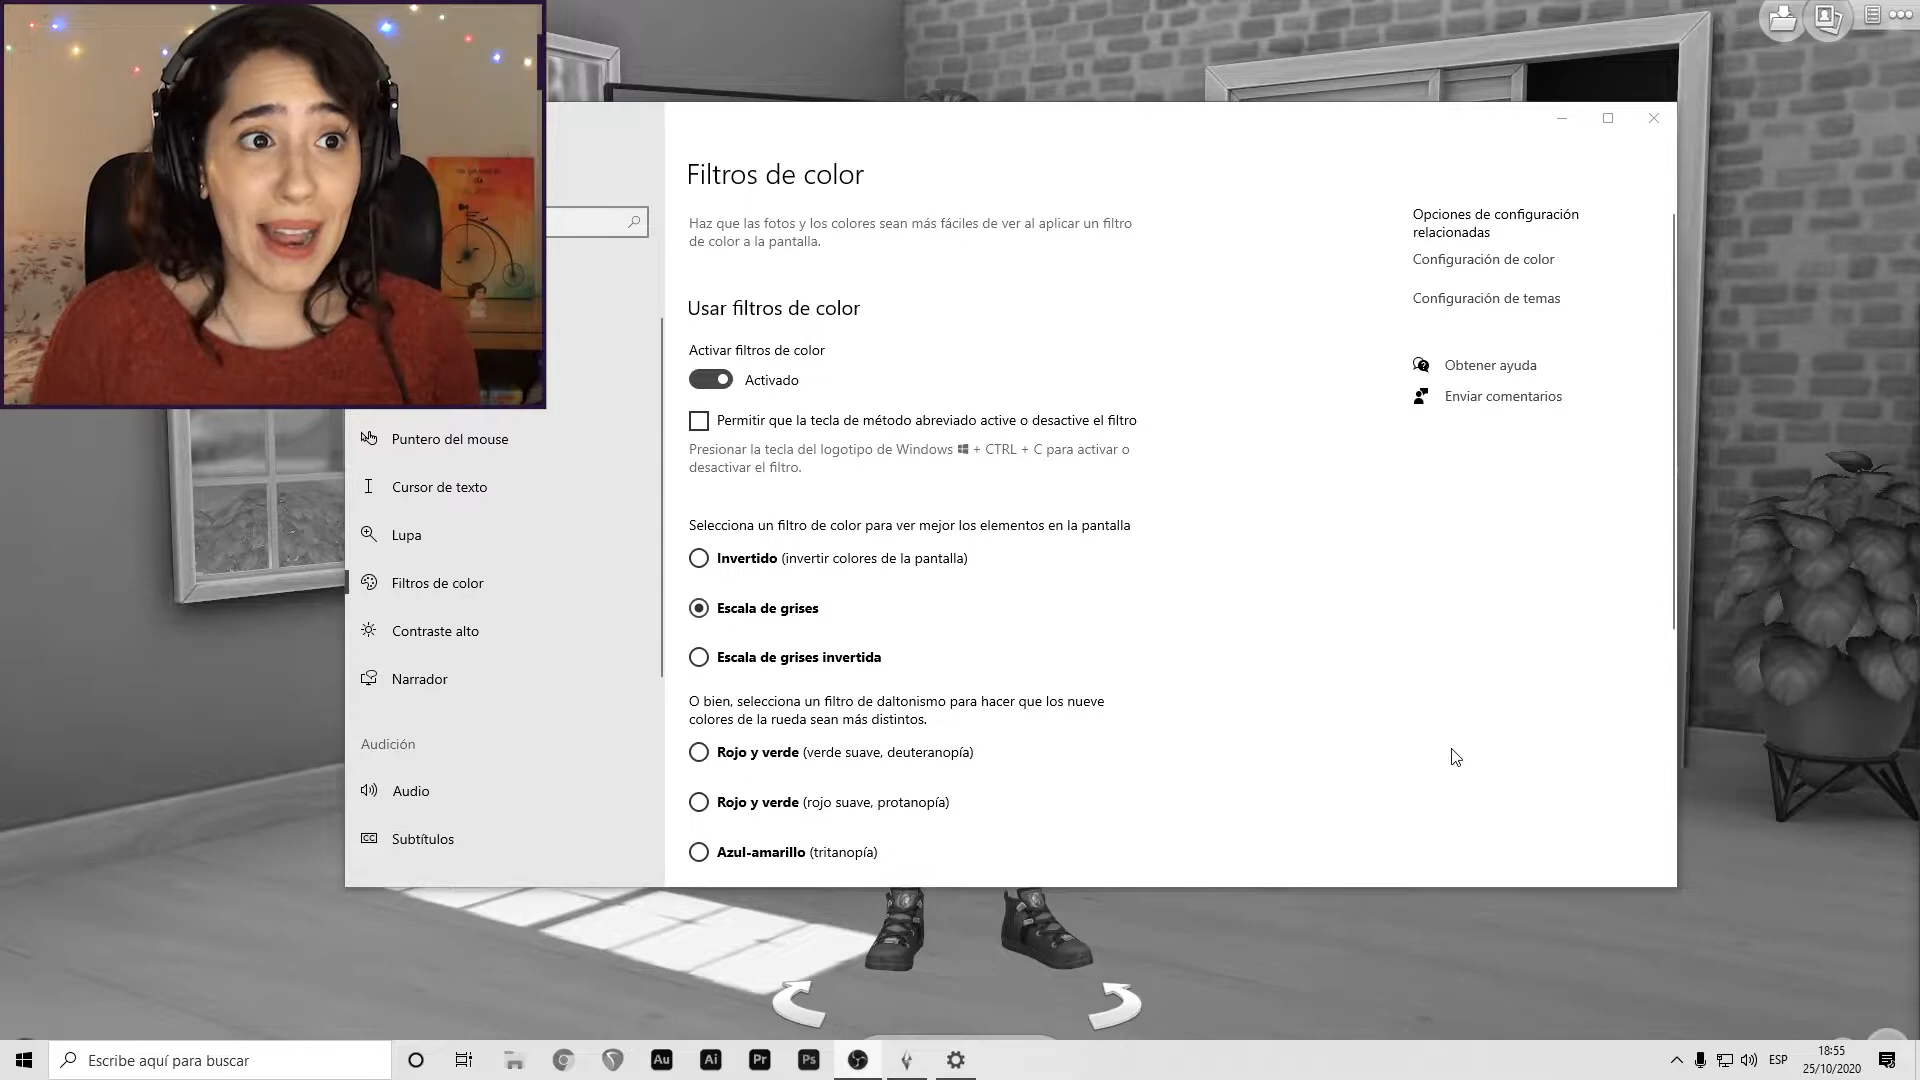 Filtros de color
Haz que las fotos y los colores sean más fáciles de ver al aplicar un filtro
de color a la pantalla.
Usar filtros de color
Activar filtros de color
Activado
Permitir que la tecla de método abreviado active o desactive el filtro
Presionar la tecla del logotipo de Windows + CTRL + C para activar o
desactivar el filtro.
Selecciona un filtro de color para ver mejor los elementos en la pantalla
Invertido (invertir colores de la pantalla)
Escala de grises
Escala de grises invertida
O bien, selecciona un filtro de daltonismo para hacer que los nueve
colores de la rueda sean más distintos.
Rojo y verde (verde suave, deuteranopía)
Rojo y verde (rojo suave, protanopía)
Azul-amarillo (tritanopía)
Opciones de configuración
relacionadas
Configuración de color
Configuración de temas
Obtener ayuda
Enviar comentarios
Puntero del mouse
Cursor de texto
Lupa
Filtros de color
Contraste alto
Narrador
Audición
Audio
CC Subtítulos
Escribe aquí para buscar
Au Ai Pr Ps
ESP
18:55
25/10/2020